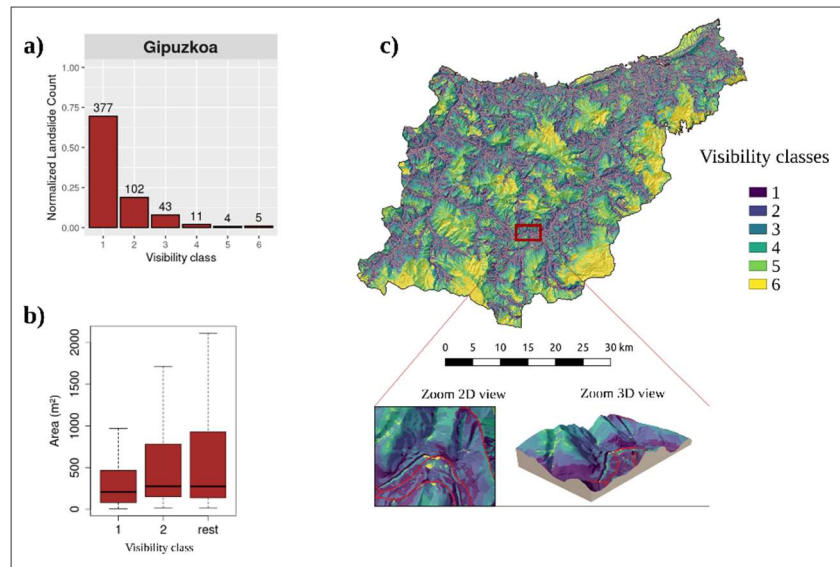 a)
Gipuzkoa
Normalized Landslide Count
1.00
0.75
0.50
0.25
0.00
377
102
43
11
4
5
1 2 3 4 5 6
Visibility class
b)
Area (m²)
2000
1500
1000
500
0
1 2 rest
Visibility class
c)
Visibility classes
1
2
3
4
5
6
0 5 10 15 20 25 30 km
Zoom 2D view
Zoom 3D view